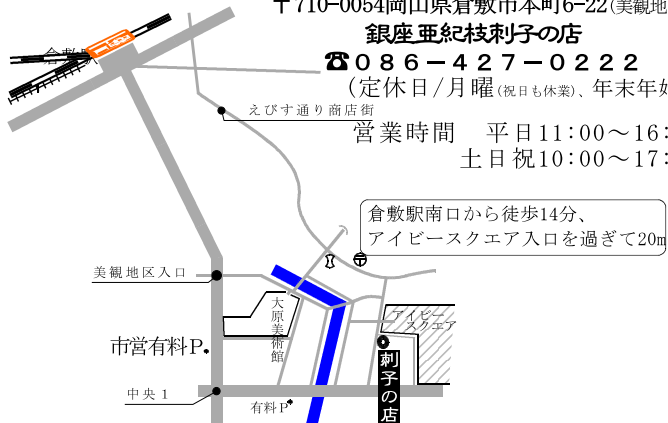 〒710-0054岡山県倉敷市本町6-22(美観地
銀座亜紀枝刺子の店
☎086-427-0222
(定休日/月曜(祝日も休業)、年末年始
営業時間 平日11:00～16:
土日祝10:00～17:
倉敷駅
えびす通り商店街
倉敷駅南口から徒歩14分、
アイビースクエア入口を過ぎて20m
美観地区入口
大原美術館
アイビー
スクエア
市営有料P
刺子の店
中央1
有料P